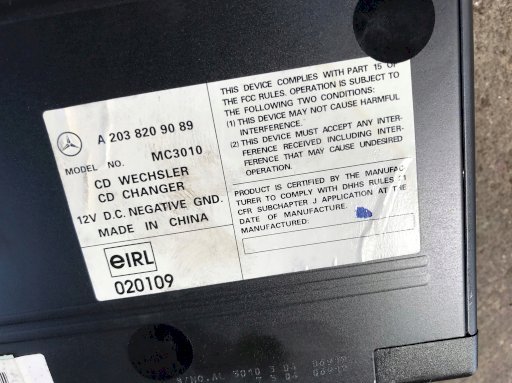 A 203 820 90 89
MODEL NO. MC3010
CD WECHSLER
CD CHANGER
12V D.C. NEGATIVE GND.
MADE IN CHINA
eIRL
020109
THIS DEVICE COMPLIES WITH PART 15 OF
THE FCC RULES. OPERATION IS SUBJECT TO
THE FOLLOWING TWO CONDITIONS:
(1) THIS DEVICE MAY NOT CAUSE HARMFUL
INTERFERENCE.
(2) THIS DEVICE MUST ACCEPT ANY INTER-
FERENCE RECEIVED INCLUDING INTER-
FERENCE THAT MAY CAUSE UNDESIRED
OPERATION.
PRODUCT IS CERTIFIED BY THE MANUFAC
TURER TO COMPLY WITH DHHS RULES 21
CFR SUBCHAPTER J APPLICATION AT THE
DATE OF MANUFACTURE.
MANUFACTURED: